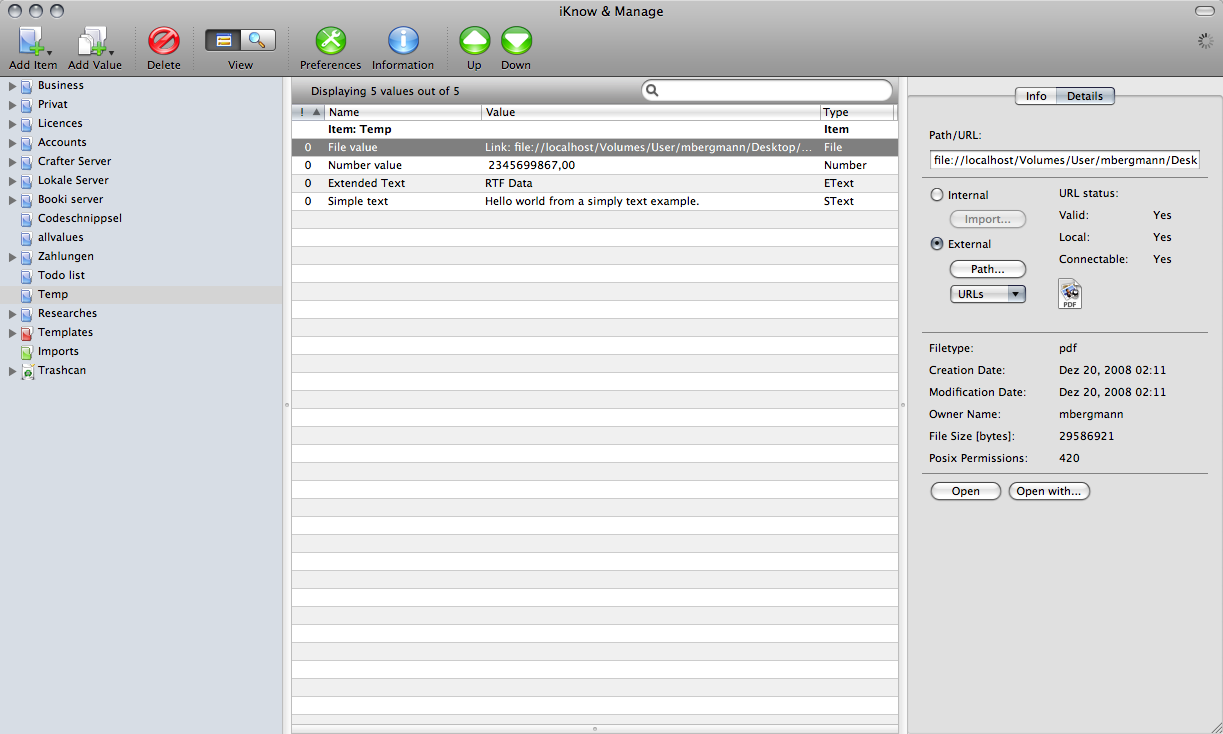 iKnow & Manage
Add Item Add Value Delete View Preferences Information Up Down
Business
Privat
Licences
Accounts
Crafter Server
Lokale Server
Booki server
Codeschnippsel
allvalues
Zahlungen
Todo list
Temp
Researches
Templates
Imports
Trashcan
Displaying 5 values out of 5
! Name Value Type
Item: Temp Item
0 File value Link: file://localhost/Volumes/User/mbergmann/Desktop/... File
0 Number value 2345699867,00 Number
0 Extended Text RTF Data EText
0 Simple text Hello world from a simply text example. SText
Info Details
Path/URL:
file://localhost/Volumes/User/mbergmann/Desk
Internal
Import...
External
Path...
URLs
URL status:
Valid: Yes
Local: Yes
Connectable: Yes
PDF
Filetype: pdf
Creation Date: Dez 20, 2008 02:11
Modification Date: Dez 20, 2008 02:11
Owner Name: mbergmann
File Size [bytes]: 29586921
Posix Permissions: 420
Open Open with...